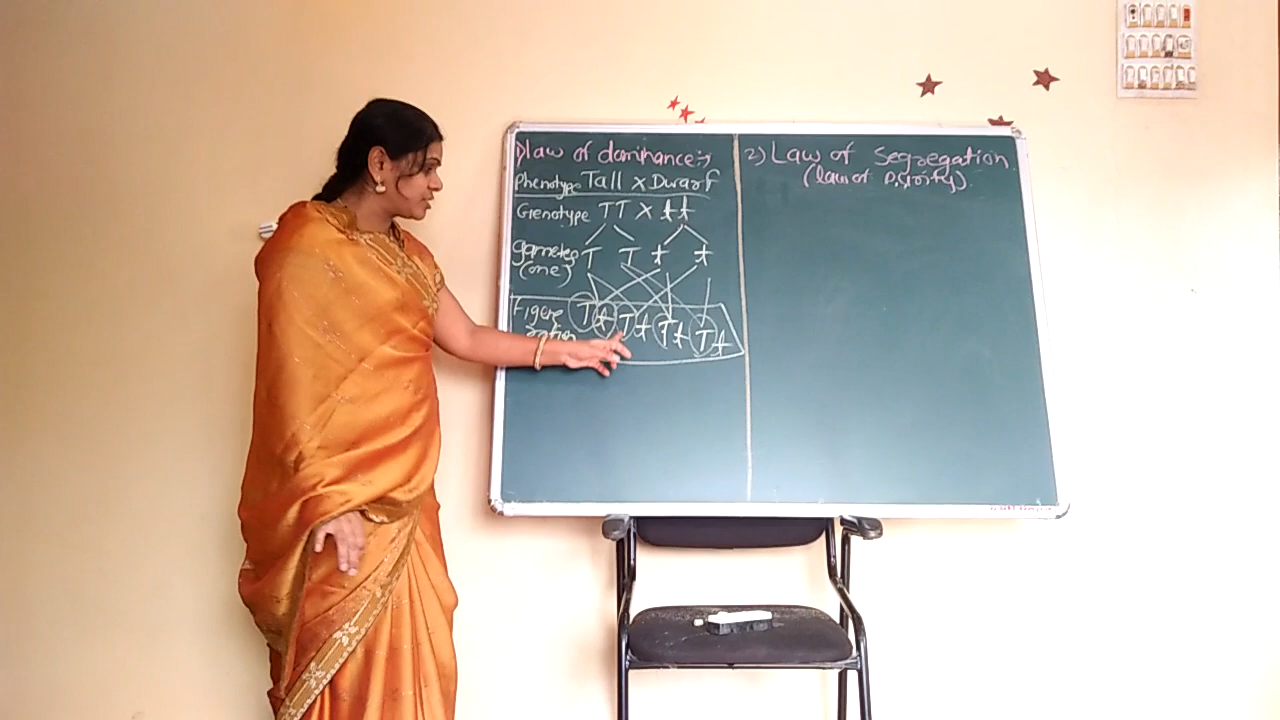 1) law of dominance :→
Phenotype Tall x Dwarf
Genotype TT x tt
gametes T T t t
(one)
F1 gene
ration
Tt Tt Tt Tt
2) Law of Segregation
(law of purity)